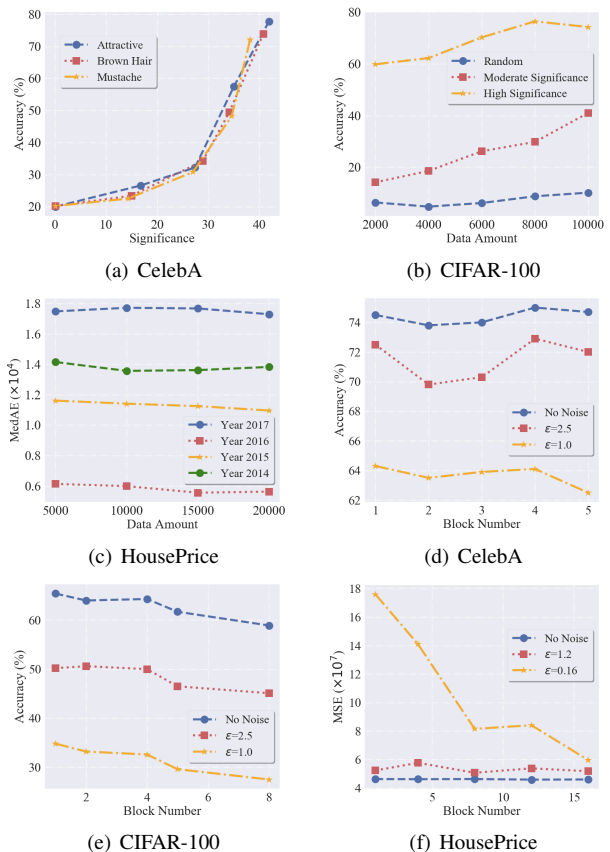 80
70
60
50
40
30
20
Accuracy (%)
Attractive
Brown Hair
Mustache
0 10 20 30 40
Significance
(a) CelebA
80
60
40
20
Accuracy (%)
Random
Moderate Significance
High Significance
2000 4000 6000 8000 10000
Data Amount
(b) CIFAR-100
1.8
1.6
1.4
1.2
1.0
0.8
0.6
MedAE (×10⁴)
Year 2017
Year 2016
Year 2015
Year 2014
5000 10000 15000 20000
Data Amount
(c) HousePrice
74
72
70
68
66
64
62
Accuracy (%)
No Noise
ε=2.5
ε=1.0
1 2 3 4 5
Block Number
(d) CelebA
60
50
40
30
Accuracy (%)
No Noise
ε=2.5
ε=1.0
2 4 6 8
Block Number
(e) CIFAR-100
18
16
14
12
10
8
6
4
MSE (×10⁷)
No Noise
ε=1.2
ε=0.16
5 10 15
Block Number
(f) HousePrice